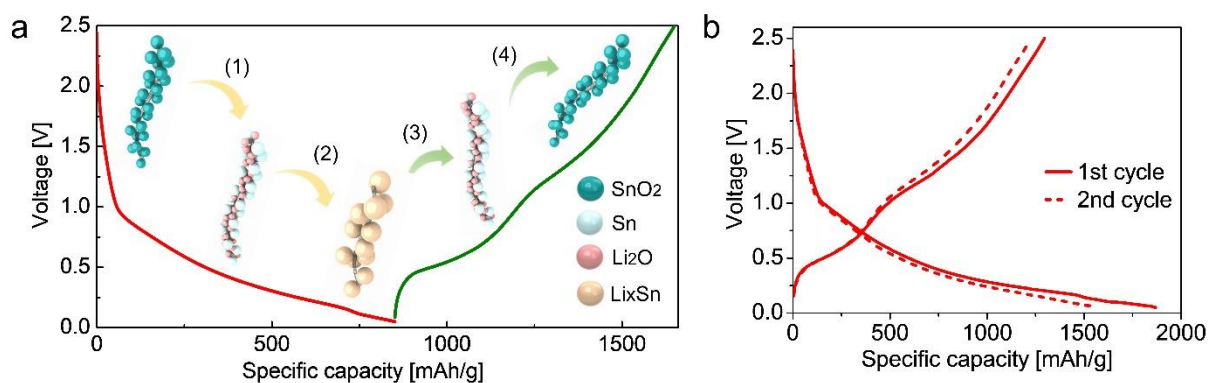 a
2.5
2.0
1.5
1.0
0.5
0.0
Voltage [V]
0
500
1000
1500
Specific capacity [mAh/g]
(1)
(2)
(3)
(4)
SnO2
Sn
Li2O
LixSn
b
2.5
2.0
1.5
1.0
0.5
0.0
Voltage [V]
0
500
1000
1500
2000
Specific capacity [mAh/g]
1st cycle
2nd cycle